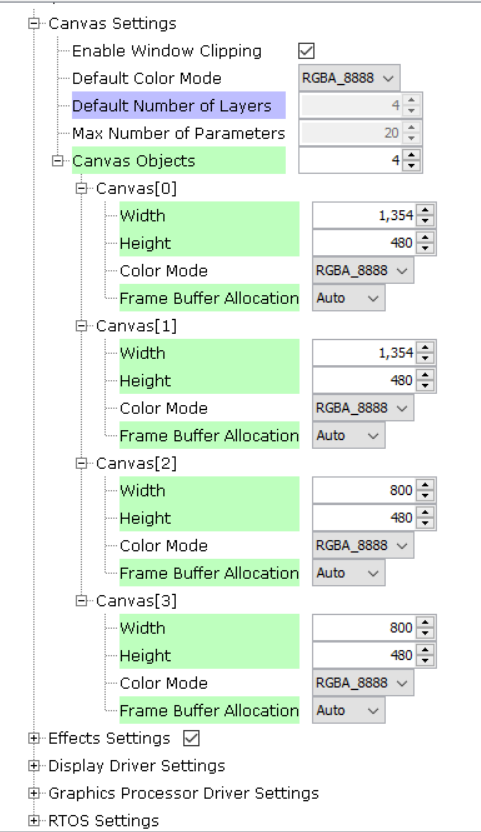 Canvas Settings
Enable Window Clipping
Default Color Mode RGBA_8888
Default Number of Layers 4
Max Number of Parameters 20
Canvas Objects 4
Canvas[0]
Width 1,354
Height 480
Color Mode RGBA_8888
Frame Buffer Allocation Auto
Canvas[1]
Width 1,354
Height 480
Color Mode RGBA_8888
Frame Buffer Allocation Auto
Canvas[2]
Width 800
Height 480
Color Mode RGBA_8888
Frame Buffer Allocation Auto
Canvas[3]
Width 800
Height 480
Color Mode RGBA_8888
Frame Buffer Allocation Auto
Effects Settings
Display Driver Settings
Graphics Processor Driver Settings
RTOS Settings